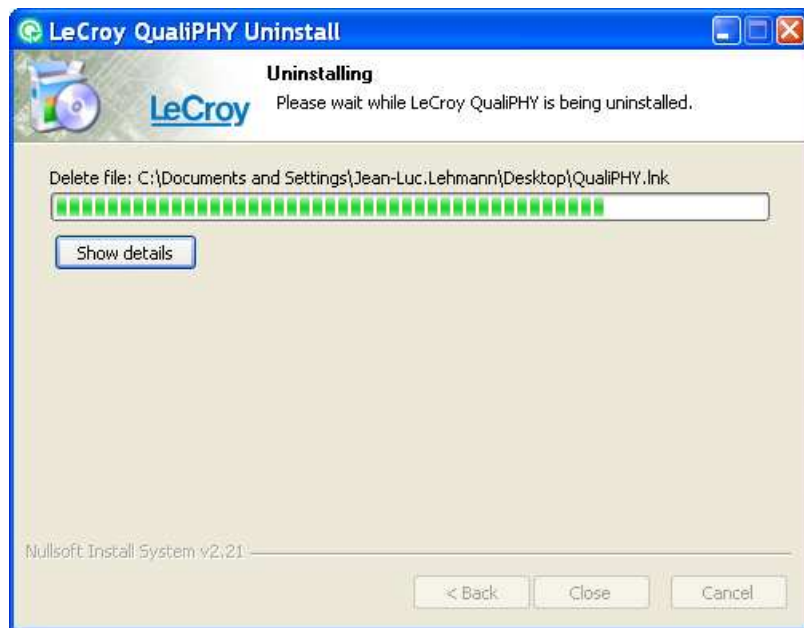 LeCroy QualiPHY Uninstall
Uninstalling
Please wait while LeCroy QualiPHY is being uninstalled.
LeCroy
Delete file: C:\Documents and Settings\Jean-Luc.Lehmann\Desktop\QualiPHY.lnk
Show details
Nullsoft Install System v2.21
< Back
Close
Cancel